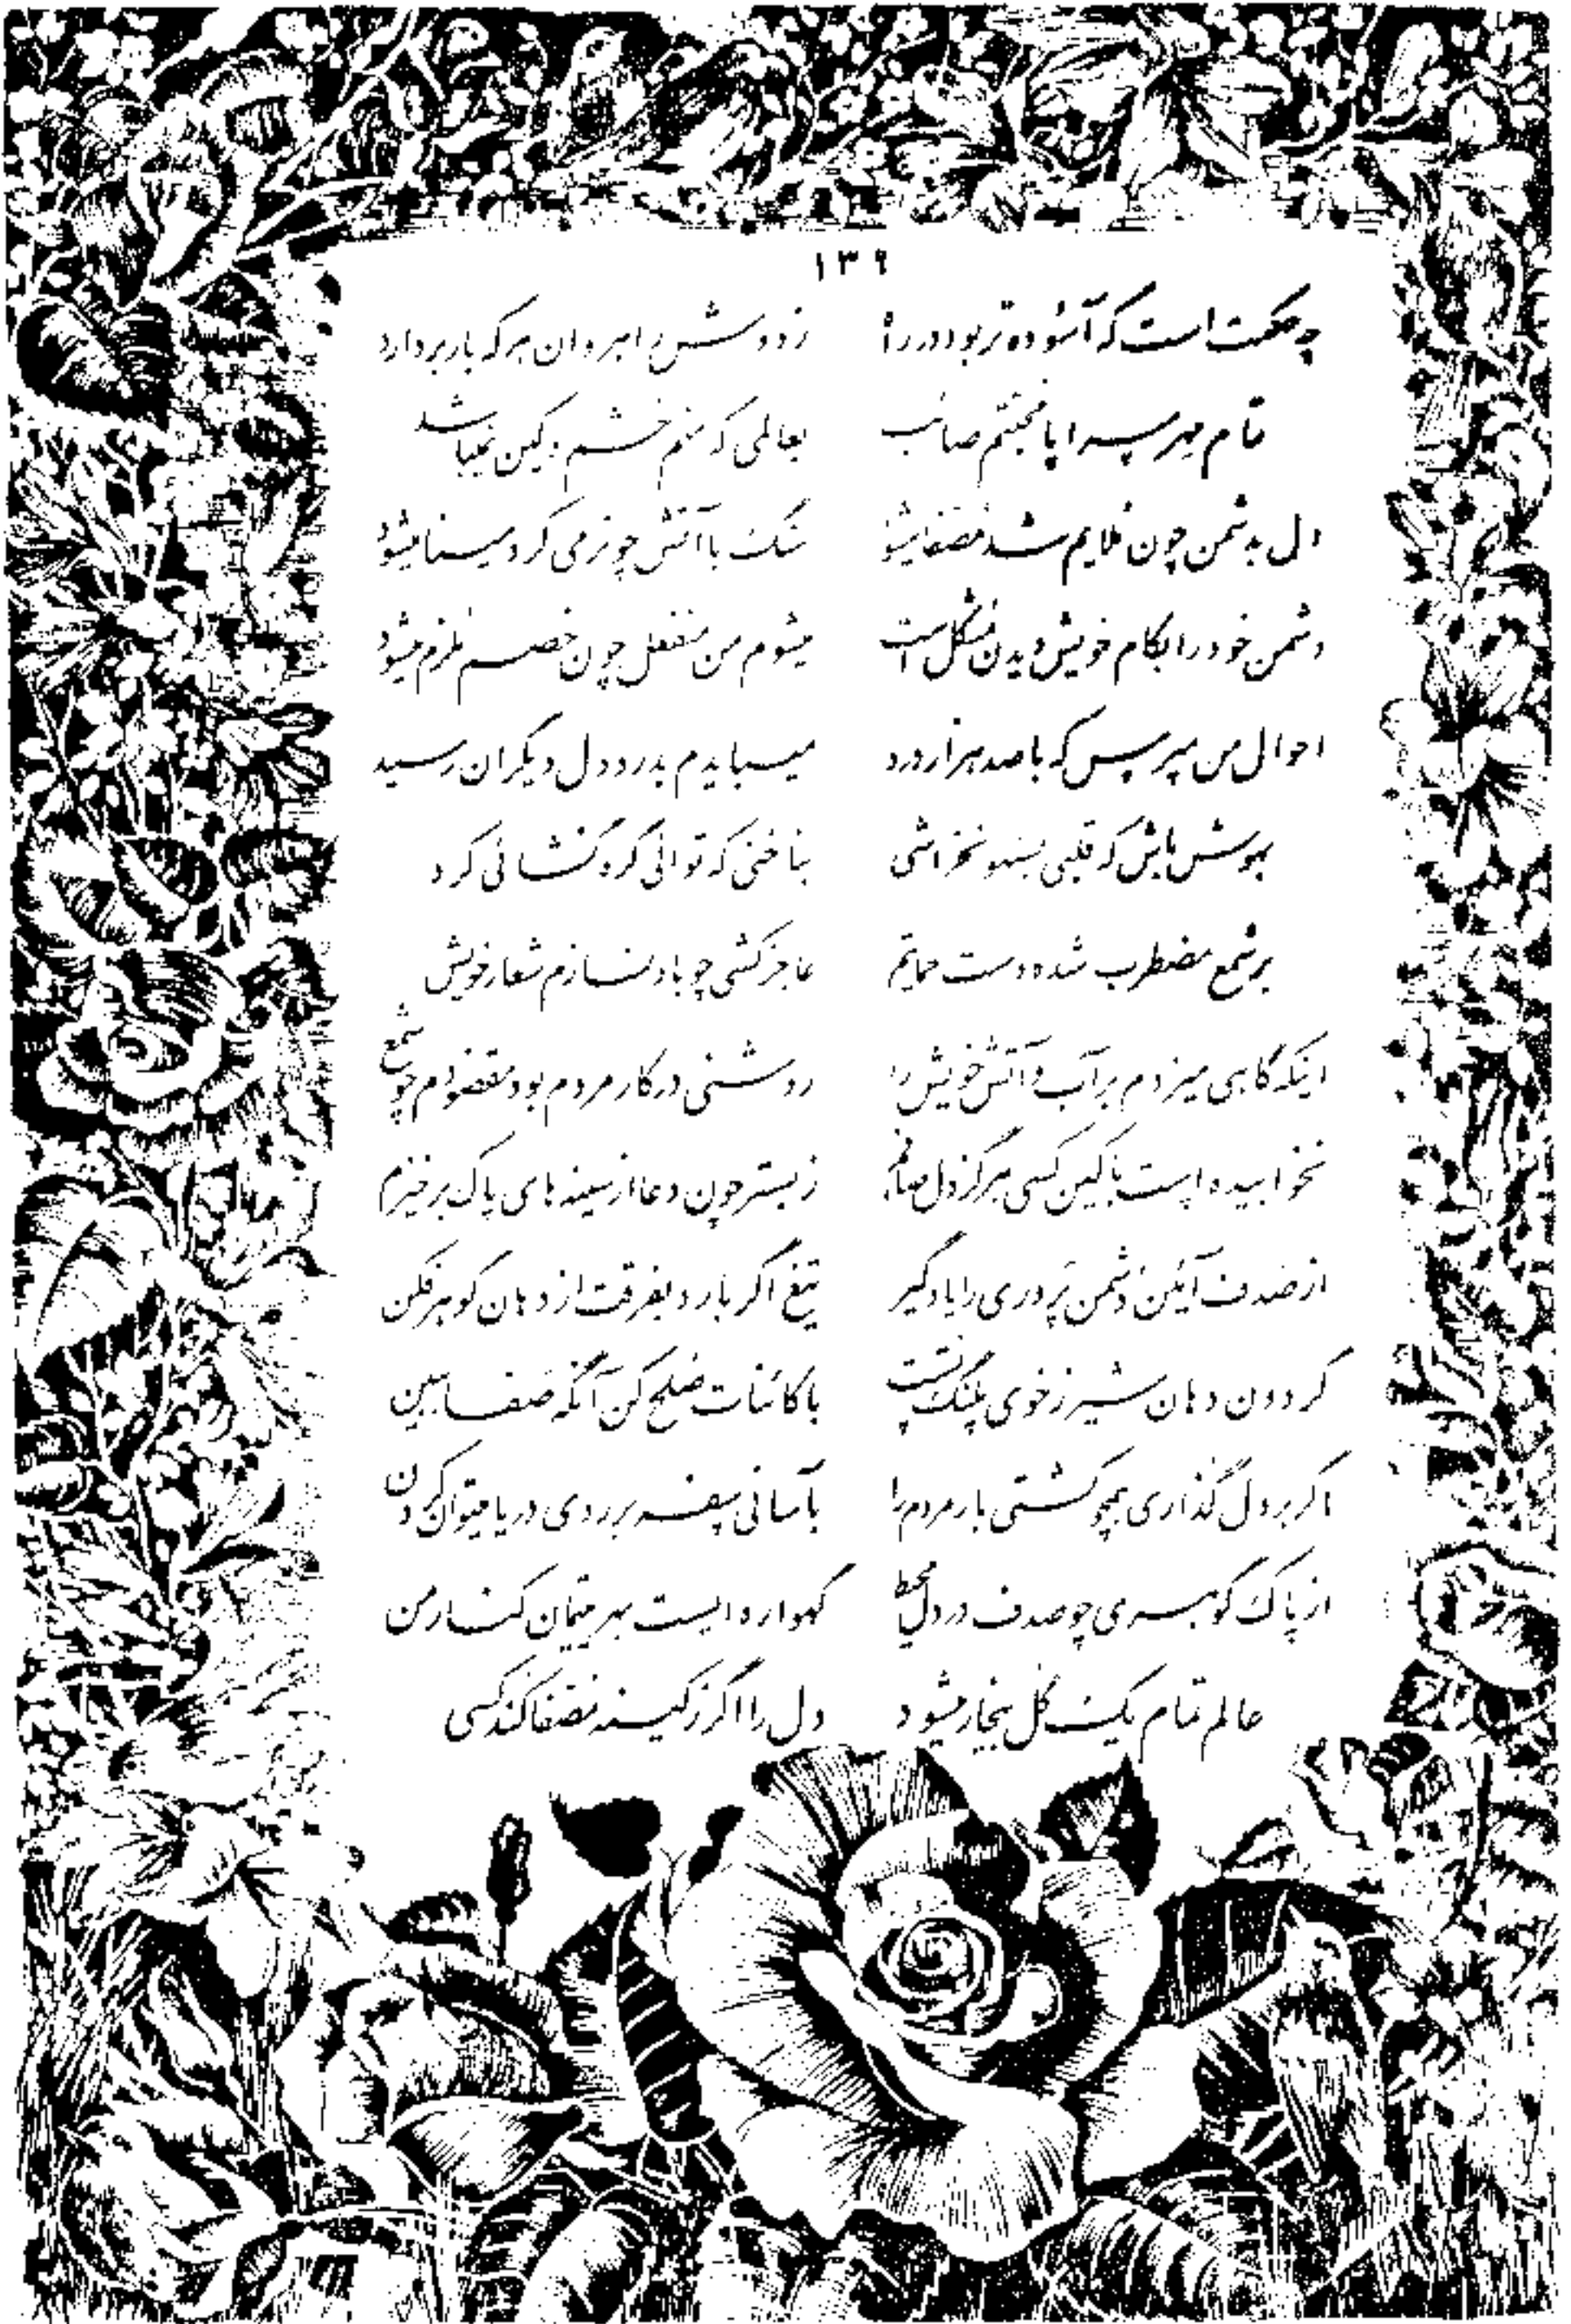 ۱۳۹
چه حکمت است که آسوده‌تر بود در راه ز دوش راهروان هر که بار بردارد
تمام مهر سراپا محبتم صائب بعالمی که منم خشم و کین نمیباشد
دل بدشمن چون ملایم شد مصفا میشود سنگ با آتش چو نرمی کرد مینا میشود
دشمن خود را بکام خویش دیدن مشکل است میشوم من منفعل چون خصم ملزم میشود
احوال من مپرس که با صد هزار درد میبایدم بدرد دل دیگران رسید
بهوش باش که قلبی بسهو نخراشی بناخنی که توانی گره‌گشائی کرد
بر شمع مضطرب شده دست حمایتم عاجزکشی چو باد نسازم شعار خویش
اینکه گاهی میزدم بر آب و آتش خویش را روشنی در کار مردم بود مقصودم چو شمع
نخوابیده است با کین کسی هرگز دل صافم ز بستر چون دعا از سینه‌های پاک برخیزم
از صدف آئین دشمن‌پروری را یاد گیر تیغ اگر بارد بفرقت از دهان گوهر فکن
گردون دهان شیر ز خوی پلنگ تست با کائنات صلح کن آنگه صفا ببین
اگر بر دل گذاری همچو کشتی بار مردم را بآسانی سفر بر روی دریا میتوان کردن
از پاک گوهری چو صدف در دل محیط گهواره ایست بهر یتیمان کنار من
عالم تمام یک گل بیخار میشود دل را اگر ز کینه مصفا کند کسی